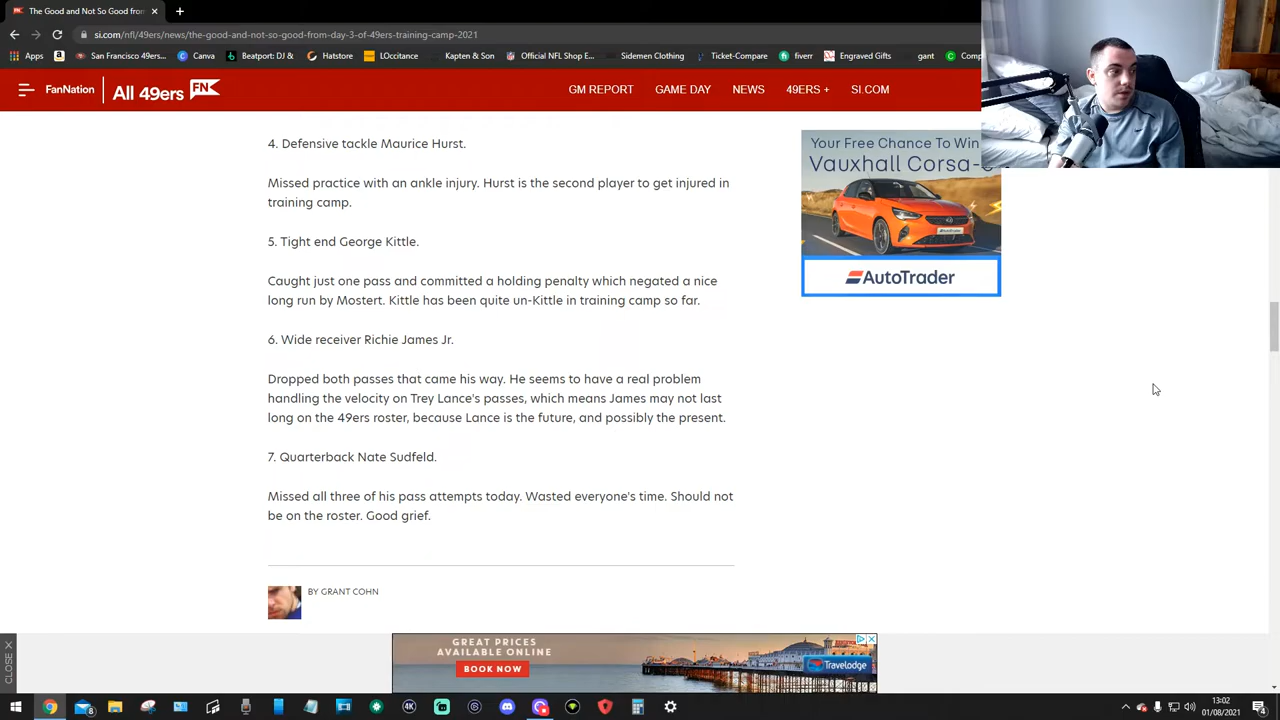 The Good and Not So Good from
si.com/nfl/49ers/news/the-good-and-not-so-good-from-day-3-of-49ers-training-camp-2021
Apps San Francisco 49er... Canva Beatport: DJ & Hatstore LOccitance Kapten & Son Official NFL Shop E... Sidemen Clothing Ticket-Compare fiverr Engraved Gifts gant Comp
FanNation All 49ers FN GM REPORT GAME DAY NEWS 49ERS + SI.COM
4. Defensive tackle Maurice Hurst.
Missed practice with an ankle injury. Hurst is the second player to get injured in
training camp.
5. Tight end George Kittle.
Caught just one pass and committed a holding penalty which negated a nice
long run by Mostert. Kittle has been quite un-Kittle in training camp so far.
6. Wide receiver Richie James Jr.
Dropped both passes that came his way. He seems to have a real problem
handling the velocity on Trey Lance's passes, which means James may not last
long on the 49ers roster, because Lance is the future, and possibly the present.
7. Quarterback Nate Sudfeld.
Missed all three of his pass attempts today. Wasted everyone's time. Should not
be on the roster. Good grief.
BY GRANT COHN
Your Free Chance To Win
Vauxhall Corsa-
AutoTrader
CLOSE X
GREAT PRICES
AVAILABLE ONLINE
BOOK NOW
Travelodge
13:02
01/08/2021